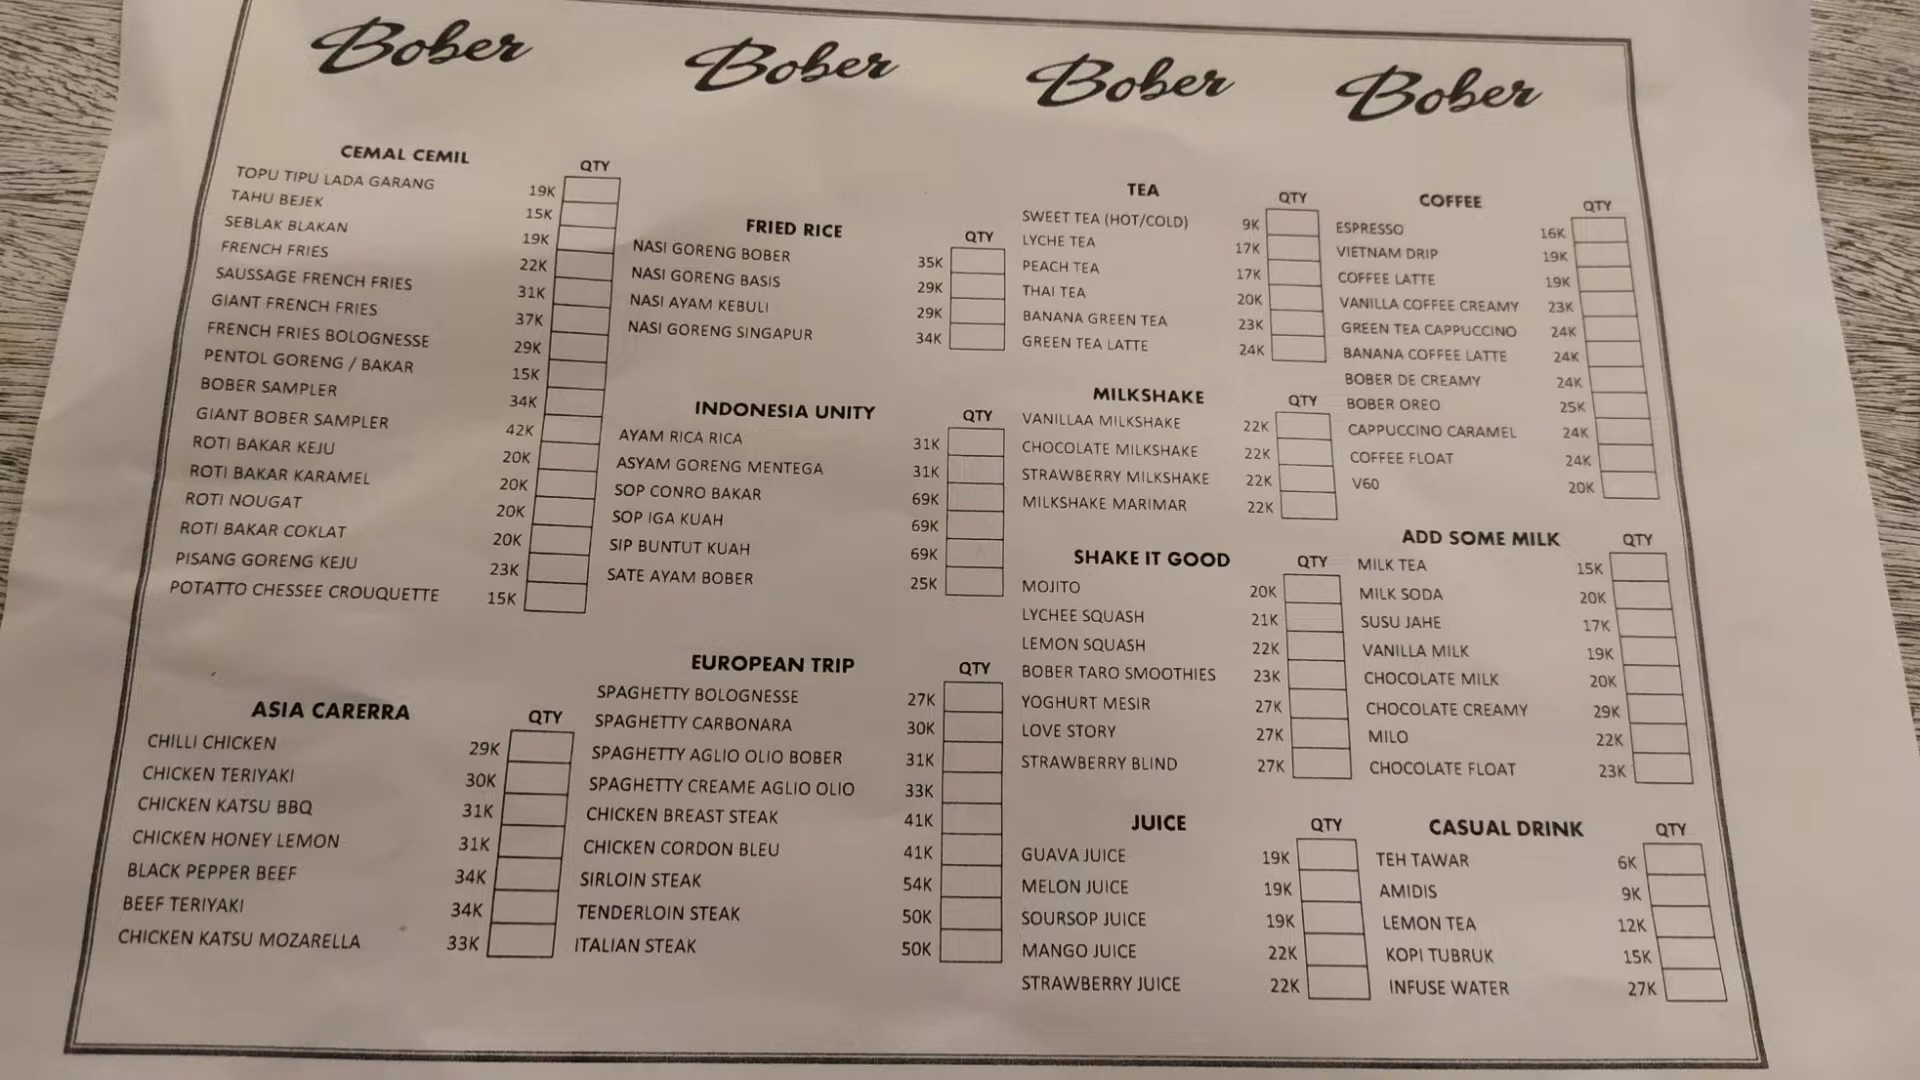 Bober
CEMAL CEMIL QTY
TOPU TIPU LADA GARANG 19K
TAHU BEJEK 15K
SEBLAK BLAKAN 19K
FRENCH FRIES 22K
SAUSSAGE FRENCH FRIES 31K
GIANT FRENCH FRIES 37K
FRENCH FRIES BOLOGNESSE 29K
PENTOL GORENG / BAKAR 15K
BOBER SAMPLER 34K
GIANT BOBER SAMPLER 42K
ROTI BAKAR KEJU 20K
ROTI BAKAR KARAMEL 20K
ROTI NOUGAT 20K
ROTI BAKAR COKLAT 20K
PISANG GORENG KEJU 23K
POTATTO CHESSEE CROUQUETTE 15K
ASIA CARERRA QTY
CHILLI CHICKEN 29K
CHICKEN TERIYAKI 30K
CHICKEN KATSU BBQ 31K
CHICKEN HONEY LEMON 31K
BLACK PEPPER BEEF 34K
BEEF TERIYAKI 34K
CHICKEN KATSU MOZARELLA 33K
Bober
FRIED RICE QTY
NASI GORENG BOBER 35K
NASI GORENG BASIS 29K
NASI AYAM KEBULI 29K
NASI GORENG SINGAPUR 34K
INDONESIA UNITY QTY
AYAM RICA RICA 31K
ASYAM GORENG MENTEGA 31K
SOP CONRO BAKAR 69K
SOP IGA KUAH 69K
SIP BUNTUT KUAH 69K
SATE AYAM BOBER 25K
EUROPEAN TRIP QTY
SPAGHETTY BOLOGNESSE 27K
SPAGHETTY CARBONARA 30K
SPAGHETTY AGLIO OLIO BOBER 31K
SPAGHETTY CREAME AGLIO OLIO 33K
CHICKEN BREAST STEAK 41K
CHICKEN CORDON BLEU 41K
SIRLOIN STEAK 54K
TENDERLOIN STEAK 50K
ITALIAN STEAK 50K
Bober
TEA QTY
SWEET TEA (HOT/COLD) 9K
LYCHE TEA 17K
PEACH TEA 17K
THAI TEA 20K
BANANA GREEN TEA 23K
GREEN TEA LATTE 24K
MILKSHAKE QTY
VANILLAA MILKSHAKE 22K
CHOCOLATE MILKSHAKE 22K
STRAWBERRY MILKSHAKE 22K
MILKSHAKE MARIMAR 22K
SHAKE IT GOOD QTY
MOJITO 20K
LYCHEE SQUASH 21K
LEMON SQUASH 22K
BOBER TARO SMOOTHIES 23K
YOGHURT MESIR 27K
LOVE STORY 27K
STRAWBERRY BLIND 27K
JUICE QTY
GUAVA JUICE 19K
MELON JUICE 19K
SOURSOP JUICE 19K
MANGO JUICE 22K
STRAWBERRY JUICE 22K
Bober
COFFEE QTY
ESPRESSO 16K
VIETNAM DRIP 19K
COFFEE LATTE 19K
VANILLA COFFEE CREAMY 23K
GREEN TEA CAPPUCCINO 24K
BANANA COFFEE LATTE 24K
BOBER DE CREAMY 24K
BOBER OREO 25K
CAPPUCCINO CARAMEL 24K
COFFEE FLOAT 24K
V60 20K
ADD SOME MILK QTY
MILK TEA 15K
MILK SODA 20K
SUSU JAHE 17K
VANILLA MILK 19K
CHOCOLATE MILK 20K
CHOCOLATE CREAMY 29K
MILO 22K
CHOCOLATE FLOAT 23K
CASUAL DRINK QTY
TEH TAWAR 6K
AMIDIS 9K
LEMON TEA 12K
KOPI TUBRUK 15K
INFUSE WATER 27K